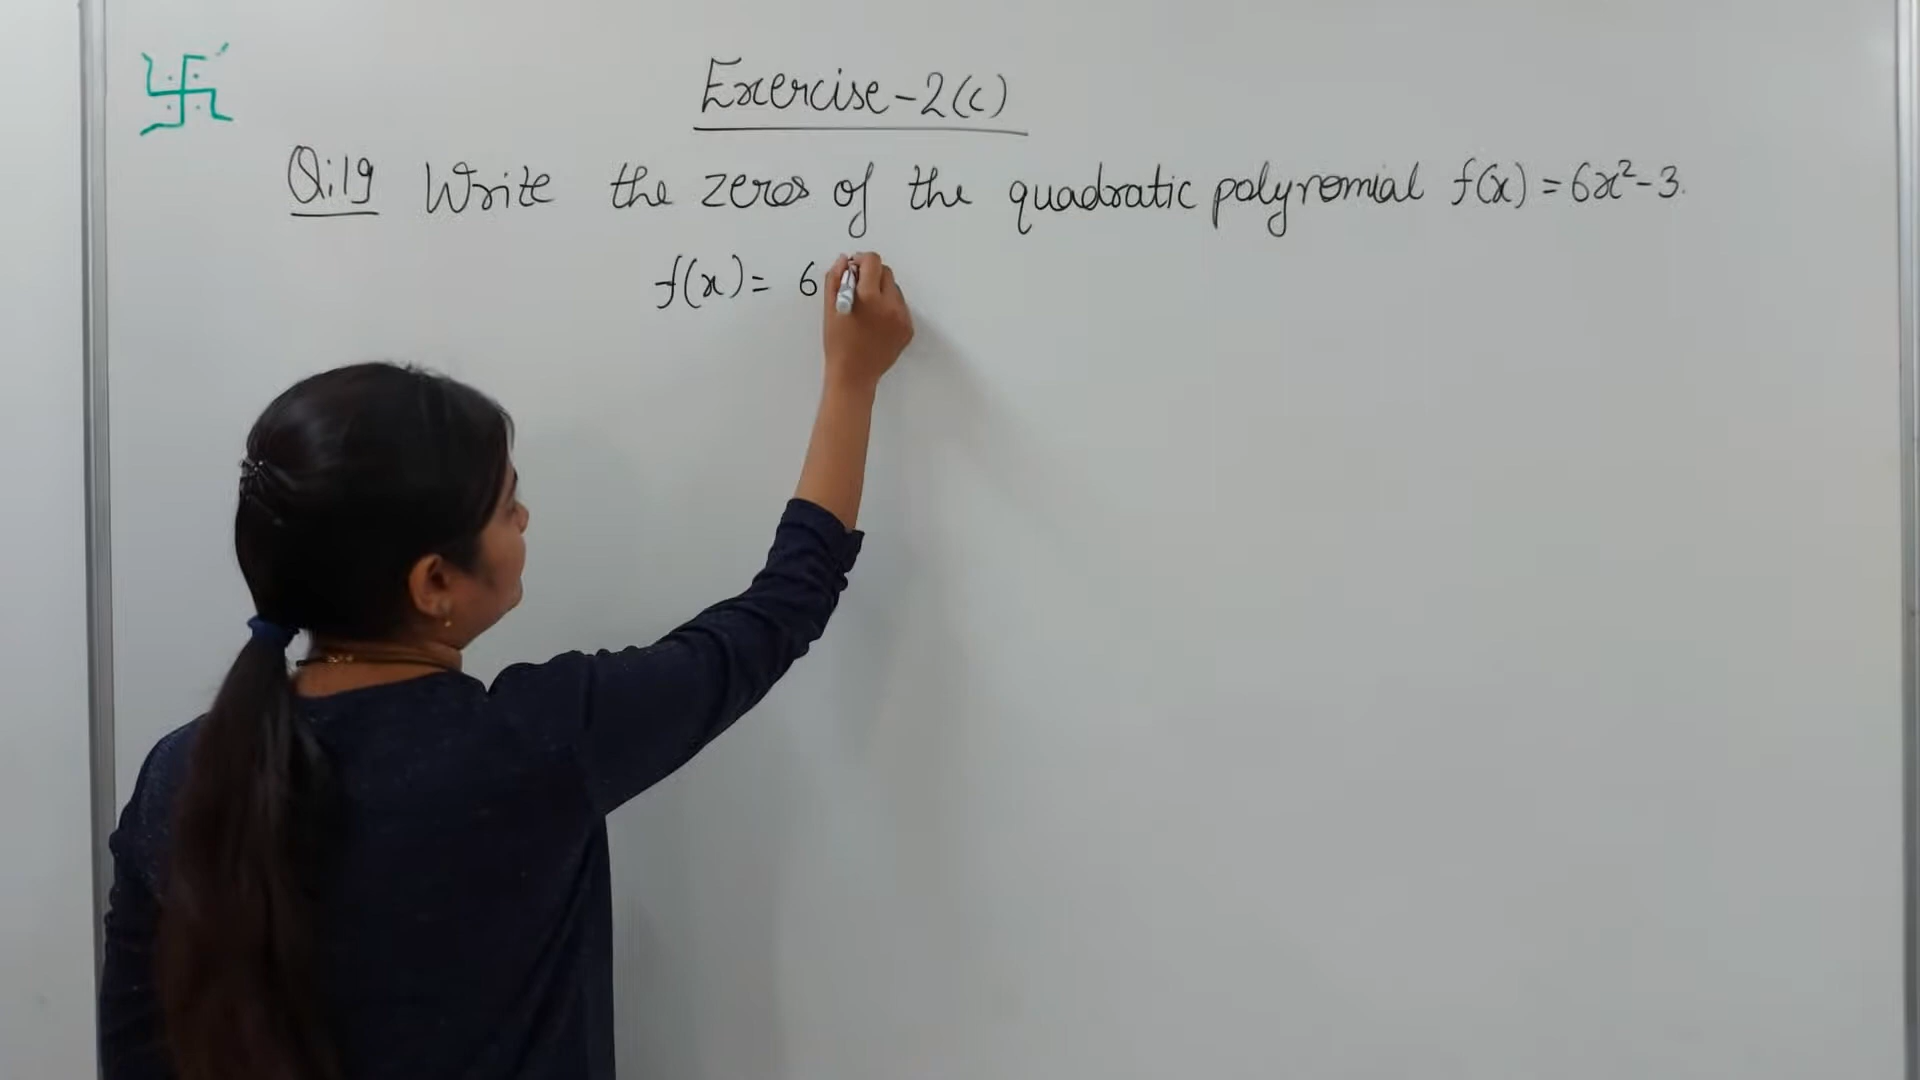 Exercise-2(c)
Q:19 Write the zeros of the quadratic polynomial f(x) = 6x²-3.
f(x) = 6